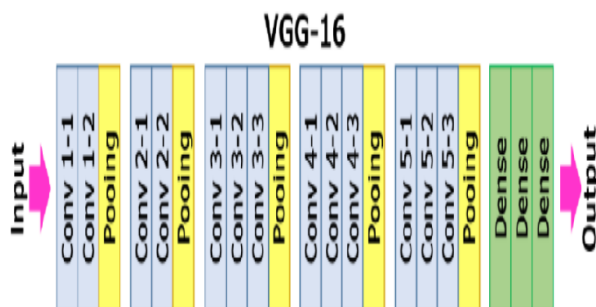 VGG-16
Input
Conv 1-1
Conv 1-2
Pooing
Conv 2-1
Conv 2-2
Pooing
Conv 3-1
Conv 3-2
Conv 3-3
Pooing
Conv 4-1
Conv 4-2
Conv 4-3
Pooing
Conv 5-1
Conv 5-2
Conv 5-3
Pooing
Dense
Dense
Dense
Output